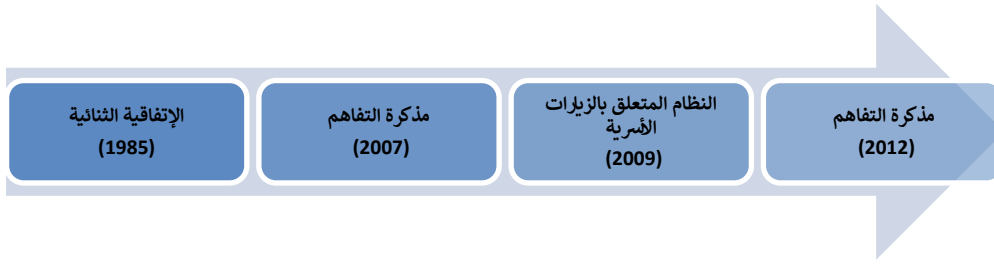 الإتفاقية الثنائية
(1985)
مذكرة التفاهم
(2007)
النظام المتعلق بالزيارات
الأسرية
(2009)
مذكرة التفاهم
(2012)